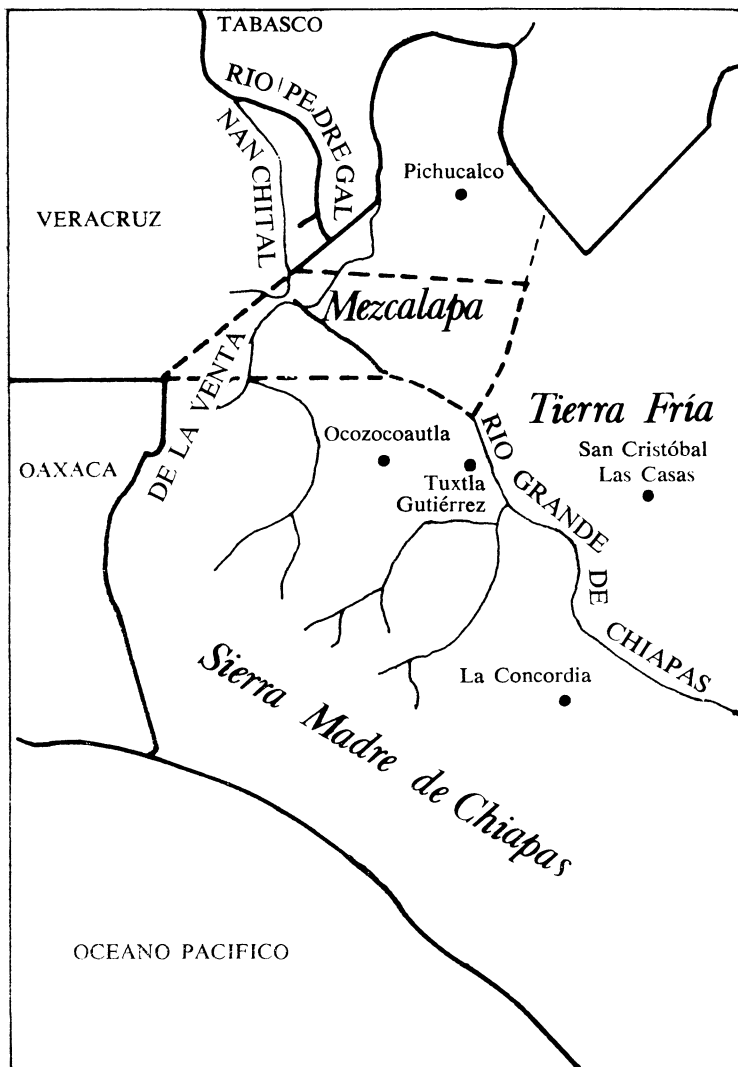 TABASCO
RIO PEDREGAL
NANCHITAL
Pichucalco
VERACRUZ
Mezcalapa
DE LA VENTA
Tierra Fría
Ocozocoautla
San Cristóbal
Las Casas
OAXACA
Tuxtla
Gutiérrez
RIO GRANDE DE CHIAPAS
La Concordia
Sierra Madre de Chiapas
OCEANO PACIFICO